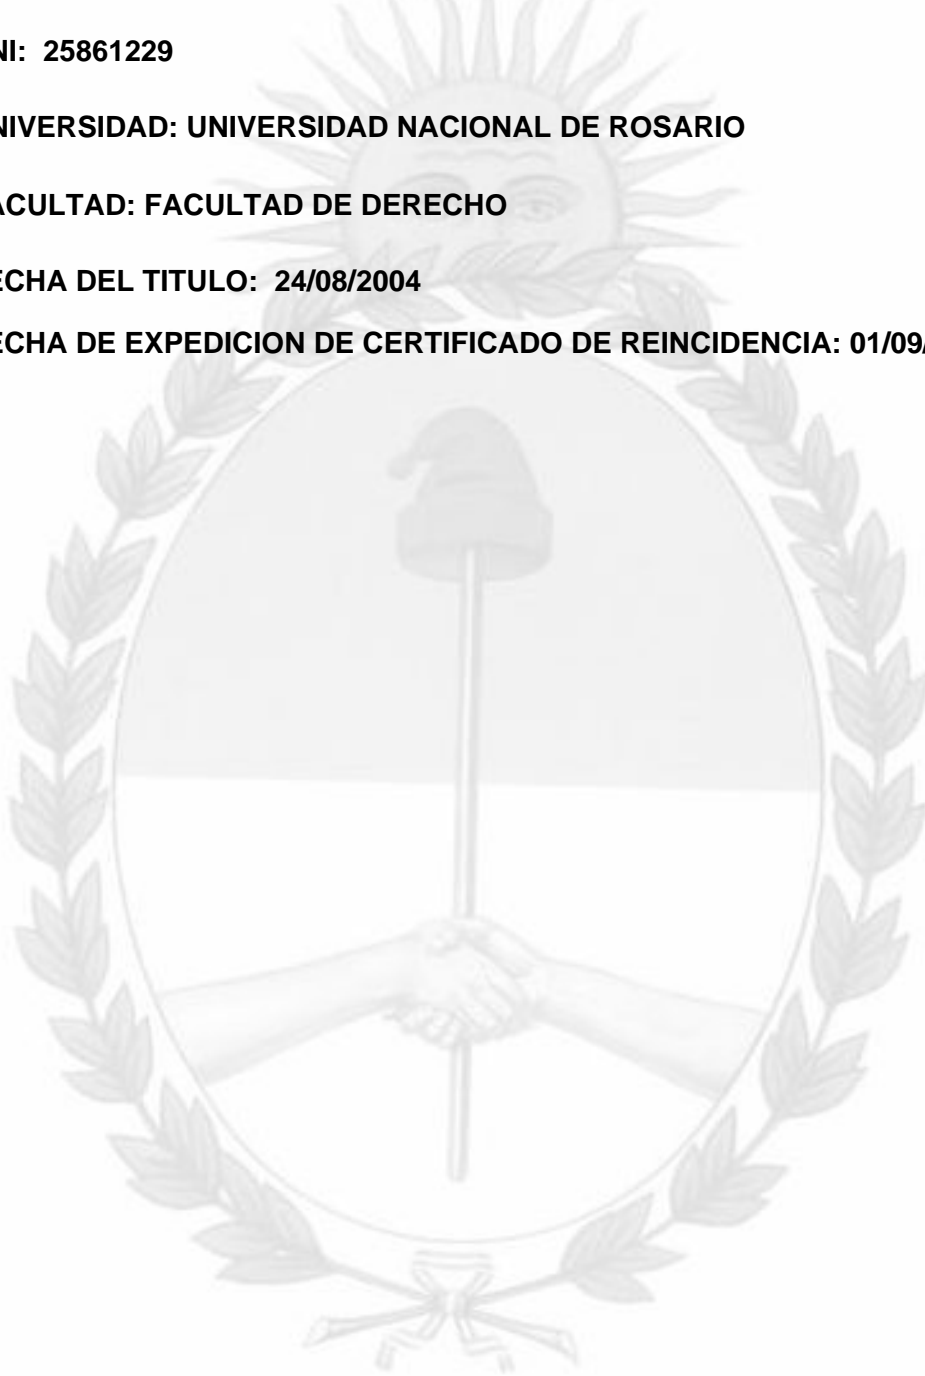 NI: 25861229
NIVERSIDAD: UNIVERSIDAD NACIONAL DE ROSARIO
ACULTAD: FACULTAD DE DERECHO
ECHA DEL TITULO: 24/08/2004
ECHA DE EXPEDICION DE CERTIFICADO DE REINCIDENCIA: 01/09/